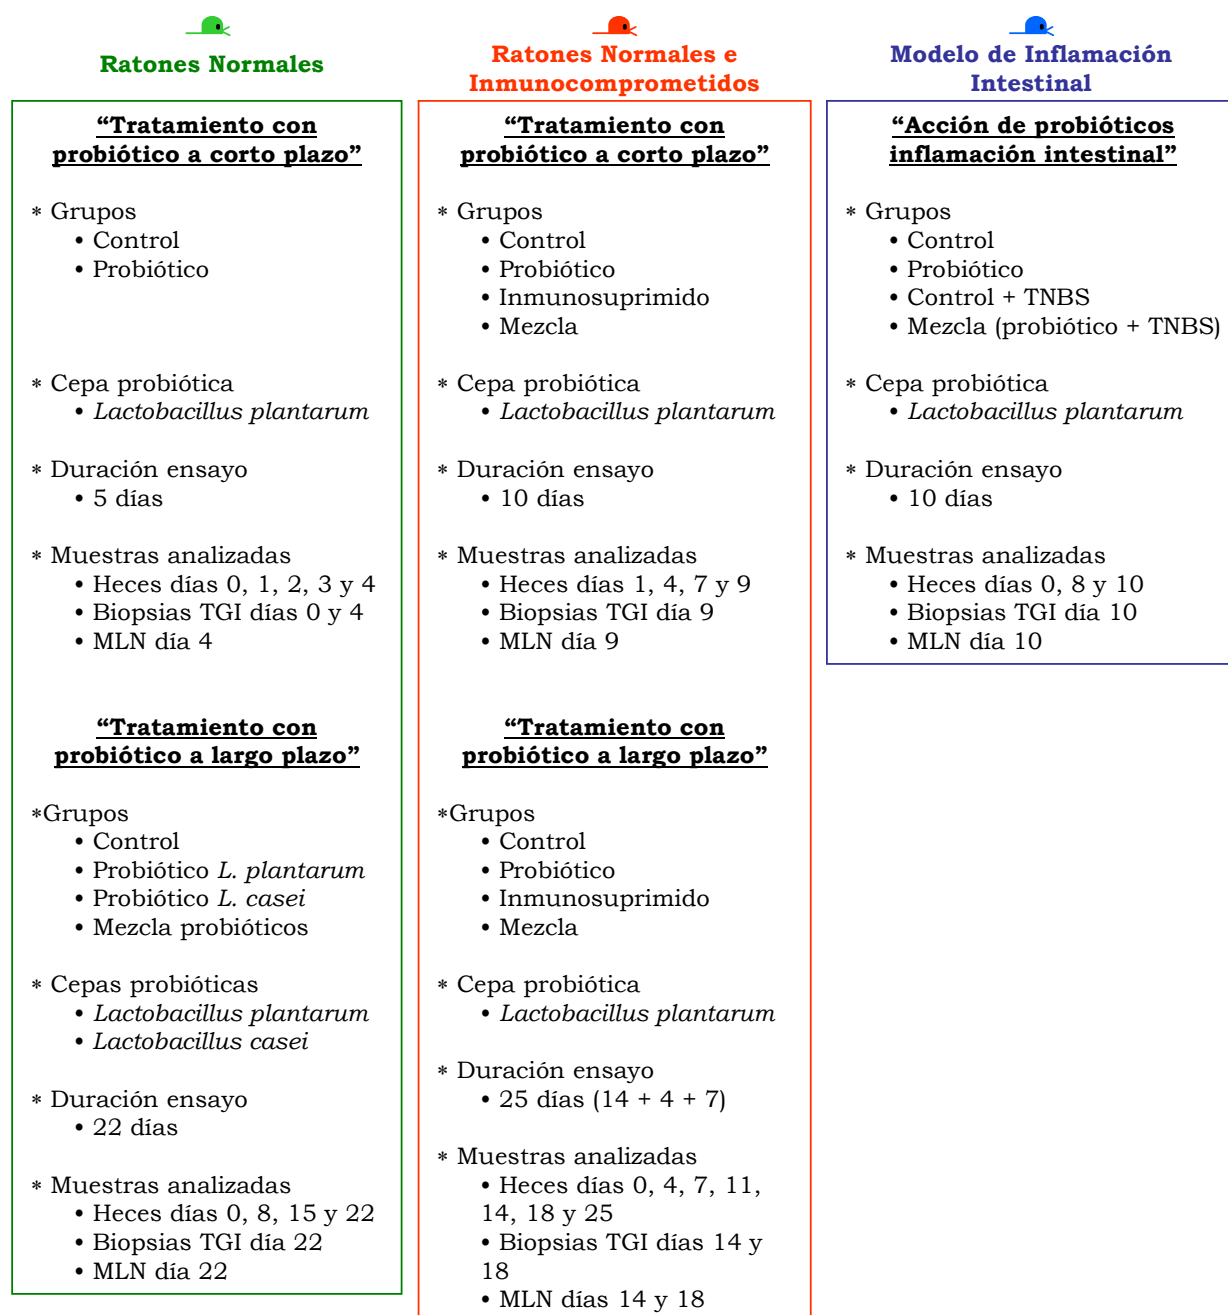 Ratones Normales
“Tratamiento con
probiótico a corto plazo”
* Grupos
• Control
• Probiótico
* Cepa probiótica
• Lactobacillus plantarum
* Duración ensayo
• 5 días
* Muestras analizadas
• Heces días 0, 1, 2, 3 y 4
• Biopsias TGI días 0 y 4
• MLN día 4
“Tratamiento con
probiótico a largo plazo”
*Grupos
• Control
• Probiótico L. plantarum
• Probiótico L. casei
• Mezcla probióticos
* Cepas probióticas
• Lactobacillus plantarum
• Lactobacillus casei
* Duración ensayo
• 22 días
* Muestras analizadas
• Heces días 0, 8, 15 y 22
• Biopsias TGI día 22
• MLN día 22
Ratones Normales e
Inmunocomprometidos
“Tratamiento con
probiótico a corto plazo”
* Grupos
• Control
• Probiótico
• Inmunosuprimido
• Mezcla
* Cepa probiótica
• Lactobacillus plantarum
* Duración ensayo
• 10 días
* Muestras analizadas
• Heces días 1, 4, 7 y 9
• Biopsias TGI día 9
• MLN día 9
“Tratamiento con
probiótico a largo plazo”
*Grupos
• Control
• Probiótico
• Inmunosuprimido
• Mezcla
* Cepa probiótica
• Lactobacillus plantarum
* Duración ensayo
• 25 días (14 + 4 + 7)
* Muestras analizadas
• Heces días 0, 4, 7, 11,
14, 18 y 25
• Biopsias TGI días 14 y
18
• MLN días 14 y 18
Modelo de Inflamación
Intestinal
“Acción de probióticos
inflamación intestinal”
* Grupos
• Control
• Probiótico
• Control + TNBS
• Mezcla (probiótico + TNBS)
* Cepa probiótica
• Lactobacillus plantarum
* Duración ensayo
• 10 días
* Muestras analizadas
• Heces días 0, 8 y 10
• Biopsias TGI día 10
• MLN día 10